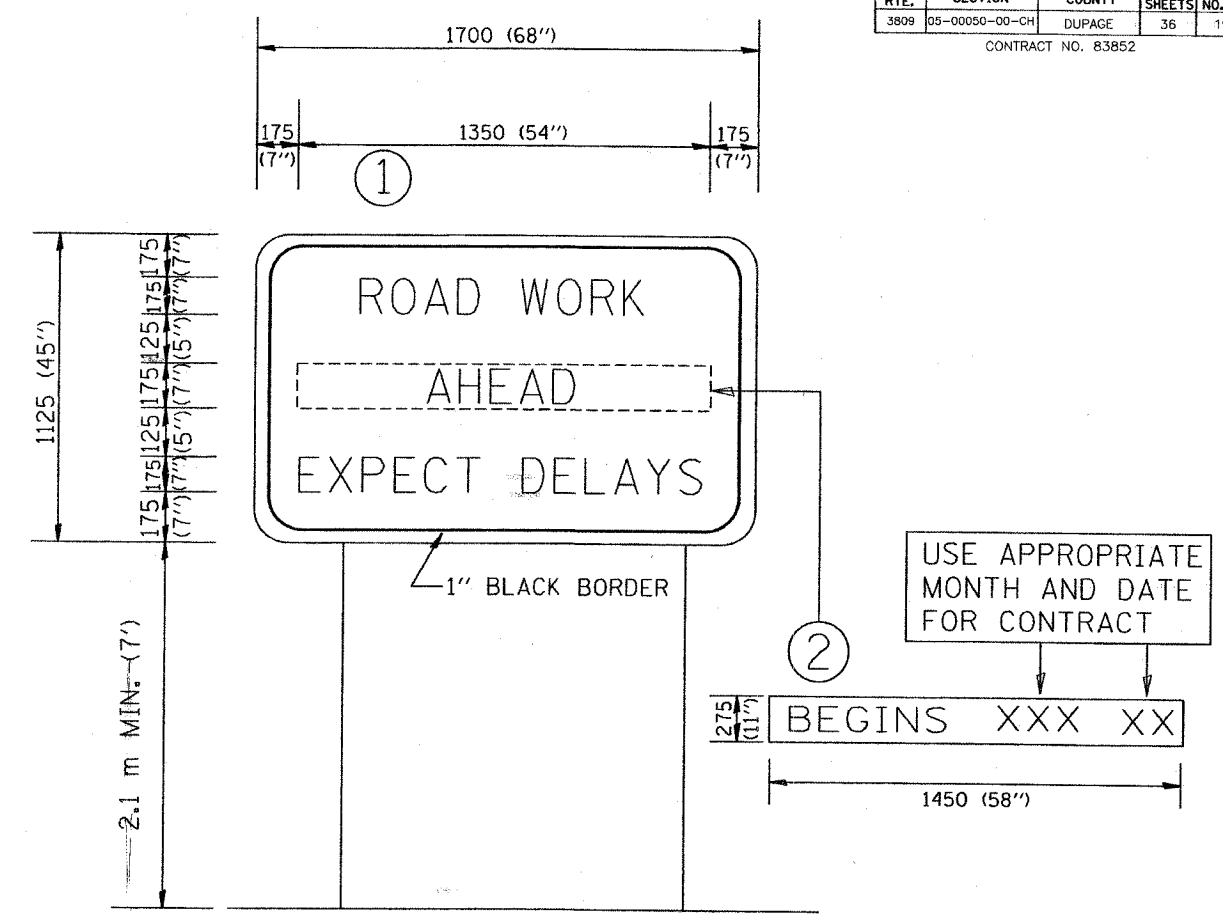 RTE. SECTION COUNTY SHEETS NO.
3809 05-00050-00-CH DUPAGE 36
CONTRACT NO. 83852
1700 (68'')
175 (7'')
1350 (54'')
175 (7'')
1
1125 (45'')
175 (7'')
175 (7'')
125 (5'')
175 (7'')
125 (5'')
175 (7'')
175 (7'')
ROAD WORK
AHEAD
EXPECT DELAYS
1'' BLACK BORDER
2.1 m MIN. (7')
USE APPROPRIATE
MONTH AND DATE
FOR CONTRACT
2
275 (11'')
BEGINS XXX XX
1450 (58'')